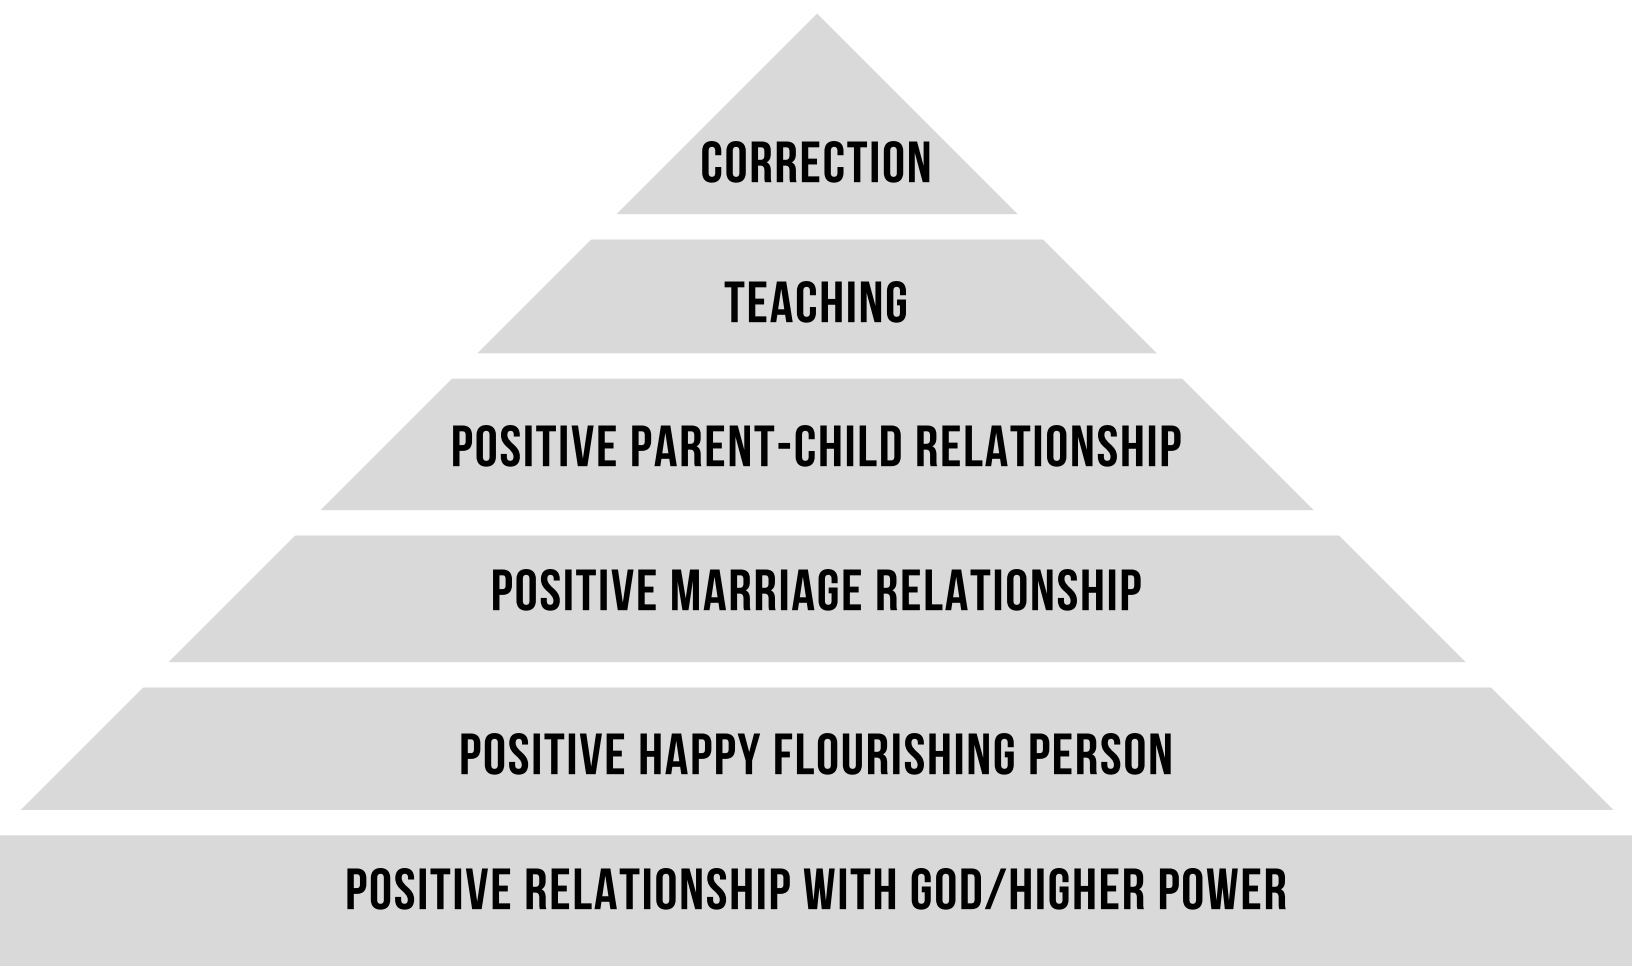 CORRECTION
TEACHING
POSITIVE PARENT-CHILD RELATIONSHIP
POSITIVE MARRIAGE RELATIONSHIP
POSITIVE HAPPY FLOURISHING PERSON
POSITIVE RELATIONSHIP WITH GOD/HIGHER POWER